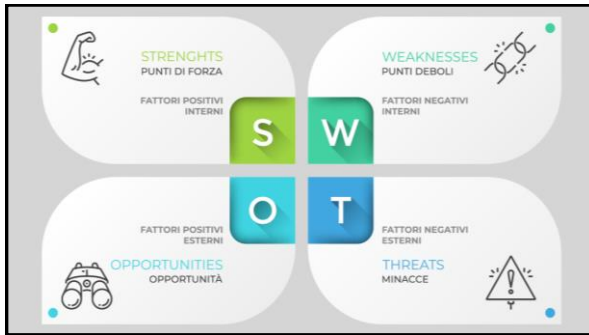 STRENGHTS
PUNTI DI FORZA
FATTORI POSITIVI
INTERNI
S
WEAKNESSES
PUNTI DEBOLI
FATTORI NEGATIVI
INTERNI
W
FATTORI POSITIVI
ESTERNI
OPPORTUNITIES
OPPORTUNITÀ
O
T
FATTORI NEGATIVI
ESTERNI
THREATS
MINACCE